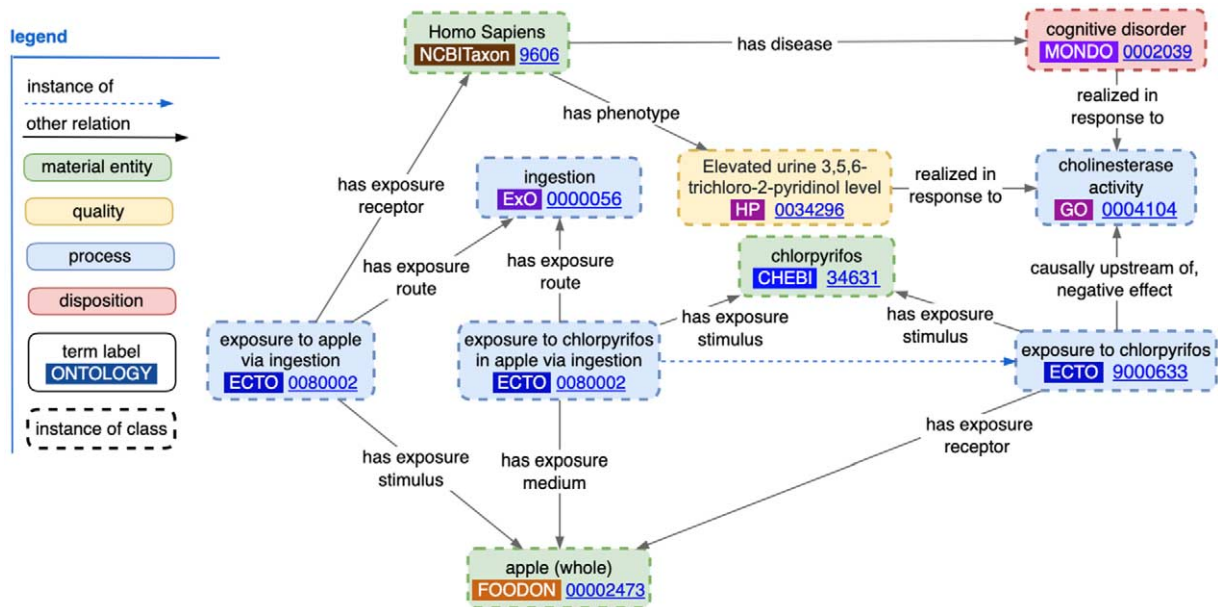 legend
instance of
other relation
material entity
quality
process
disposition
term label
ONTOLOGY
instance of class
Homo Sapiens
NCBITaxon 9606
has disease
cognitive disorder
MONDO 0002039
has phenotype
realized in
response to
has exposure
receptor
ingestion
ExO 0000056
Elevated urine 3,5,6-
trichloro-2-pyridinol level
HP 0034296
realized in
response to
cholinesterase
activity
GO 0004104
has exposure
route
has exposure
route
chlorpyrifos
CHEBI 34631
causally upstream of,
negative effect
has exposure
stimulus
has exposure
stimulus
exposure to apple
via ingestion
ECTO 0080002
exposure to chlorpyrifos
in apple via ingestion
ECTO 0080002
exposure to chlorpyrifos
ECTO 9000633
has exposure
stimulus
has exposure
medium
has exposure
receptor
apple (whole)
FOODON 00002473